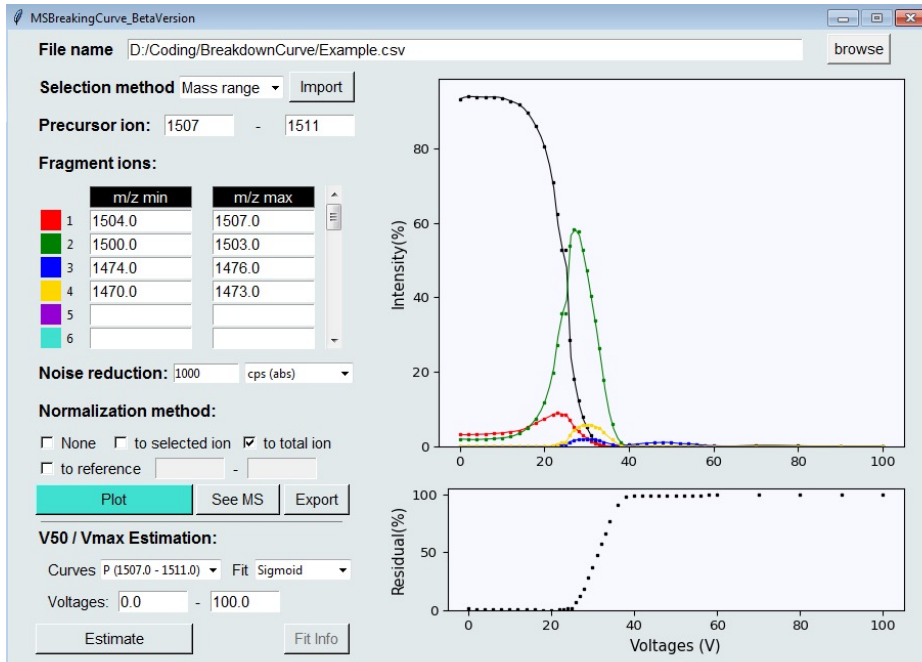 MSBreakingCurve_BetaVersion
File name D:/Coding/BreakdownCurve/Example.csv browse
Selection method Mass range Import
Precursor ion: 1507 - 1511
Fragment ions:
m/z min m/z max
1 1504.0 1507.0
2 1500.0 1503.0
3 1474.0 1476.0
4 1470.0 1473.0
5
6
Noise reduction: 1000 cps (abs)
Normalization method:
None to selected ion to total ion
to reference -
Plot See MS Export
V50 / Vmax Estimation:
Curves P (1507.0 - 1511.0) Fit Sigmoid
Voltages: 0.0 - 100.0
Estimate Fit Info
Intensity(%)
80
60
40
20
0
0 20 40 60 80 100
Residual(%)
100
50
0
0 20 40 60 80 100
Voltages (V)